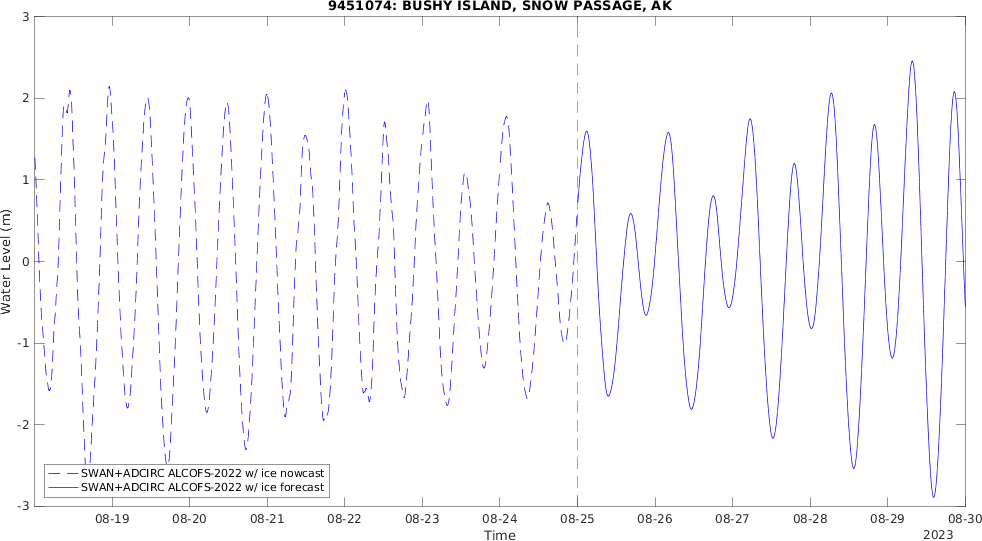 9451074: BUSHY ISLAND, SNOW PASSAGE, AK
3
2
1
0
-1
-2
-3
Water Level (m)
SWAN+ADCIRC ALCOFS-2022 w/ ice nowcast
SWAN+ADCIRC ALCOFS-2022 w/ ice forecast
08-19 08-20 08-21 08-22 08-23 08-24 08-25 08-26 08-27 08-28 08-29 08-30
Time
2023